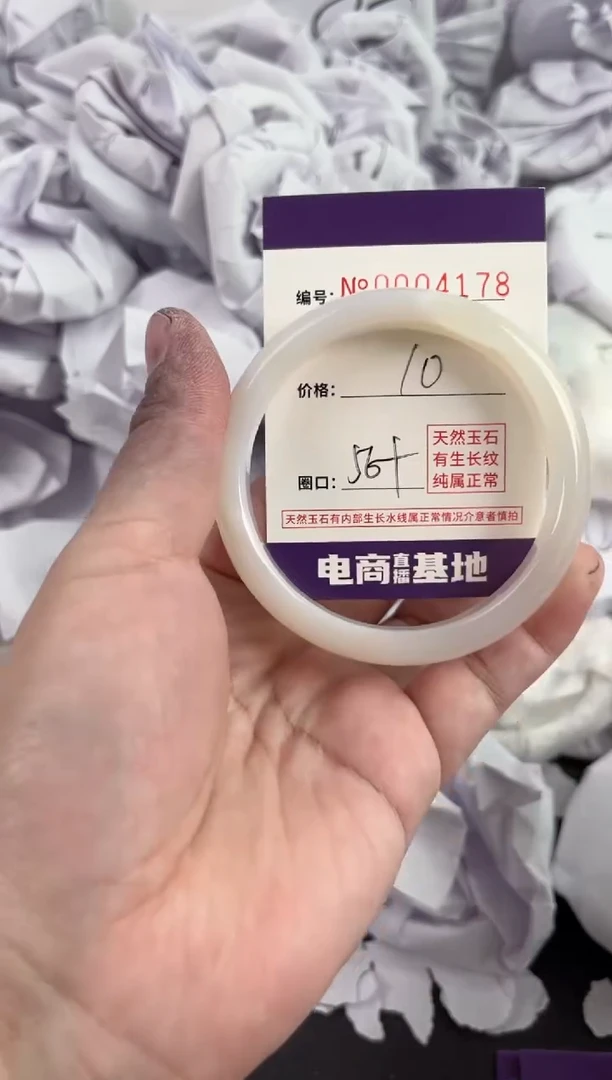 编号: №0004178
价格: 10
圈口: 56+
天然玉石
有生长纹
纯属正常
天然玉石有内部生长水线属正常情况介意者慎拍
电商直播基地